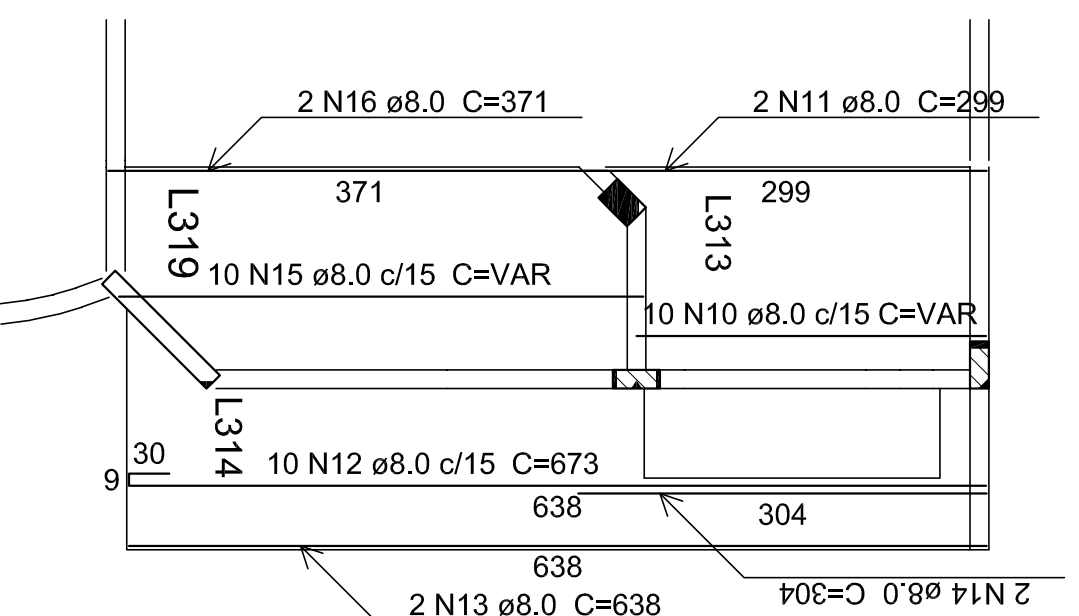 2 N16 ø8.0 C=371
2 N11 ø8.0 C=299
371
299
L319
L313
10 N15 ø8.0 c/15 C=VAR
10 N10 ø8.0 c/15 C=VAR
L314
30
9
10 N12 ø8.0 c/15 C=673
638
304
638
2 N14 ø8.0 C=304
2 N13 ø8.0 C=638